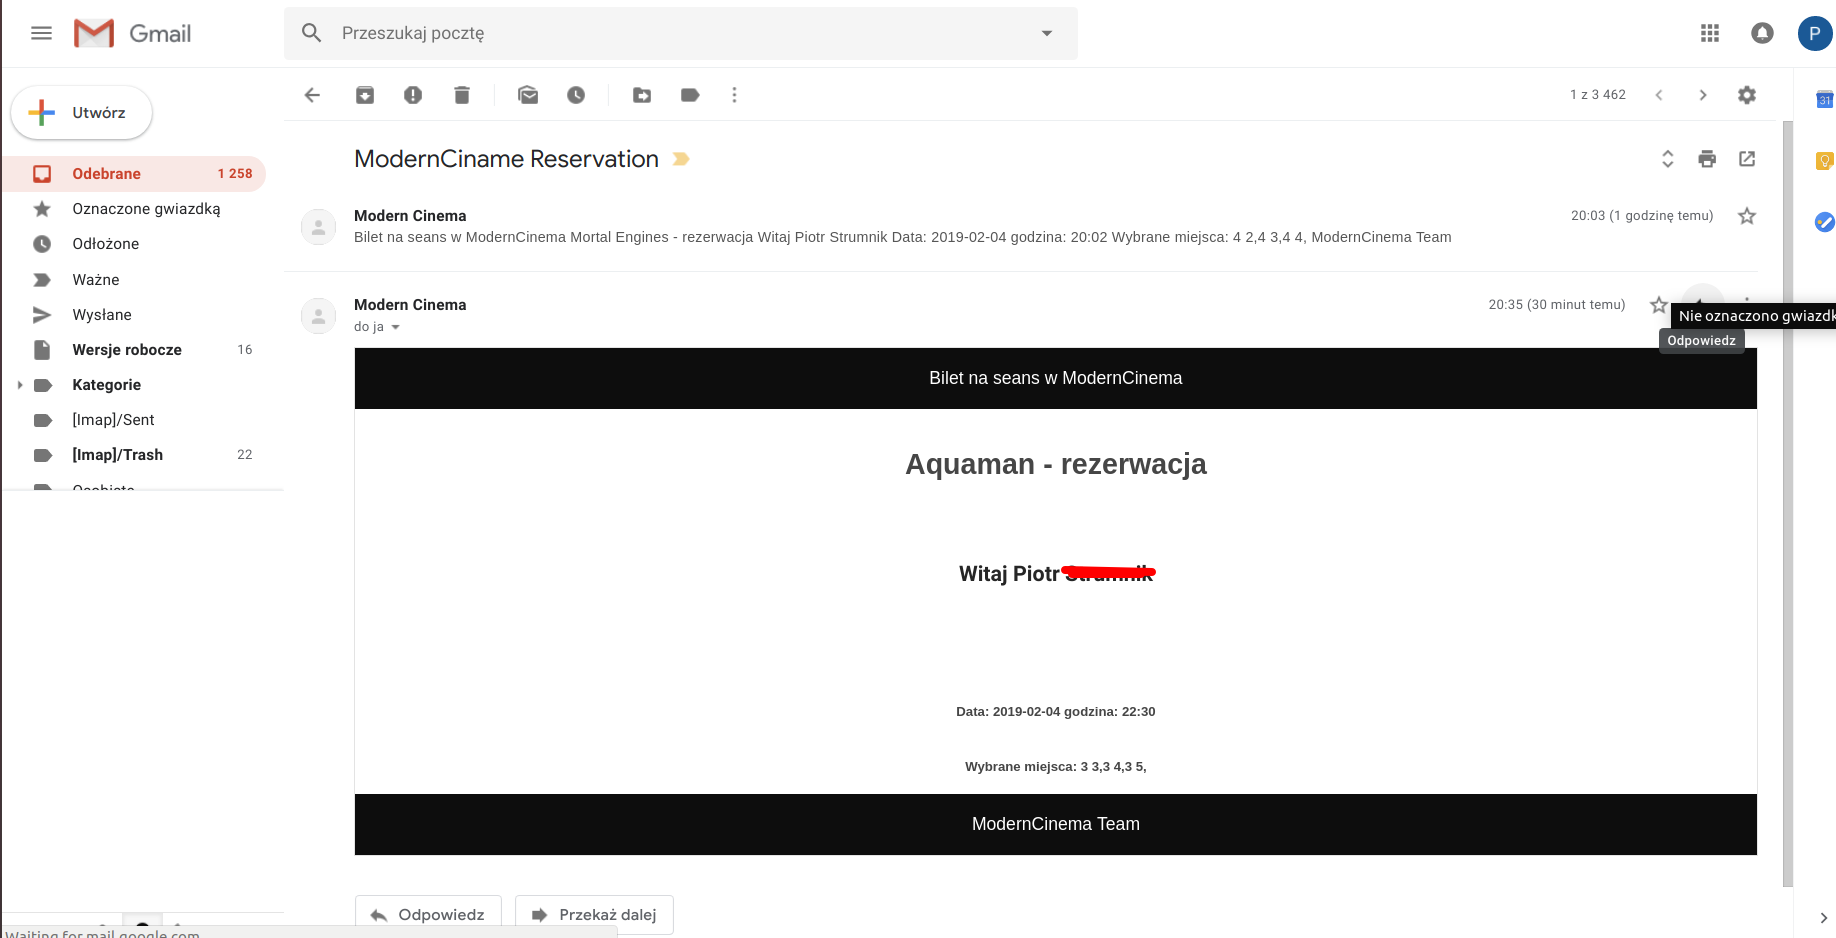 Gmail
Przeszukaj pocztę
P
Utwórz
1 z 3 462
31
Odebrane 1 258
Oznaczone gwiazdką
Odłożone
Ważne
Wysłane
Wersje robocze 16
Kategorie
[Imap]/Sent
[Imap]/Trash 22
Osobiste
ModernCiname Reservation
Modern Cinema 20:03 (1 godzinę temu)
Bilet na seans w ModernCinema Mortal Engines - rezerwacja Witaj Piotr Strumnik Data: 2019-02-04 godzina: 20:02 Wybrane miejsca: 4 2,4 3,4 4, ModernCinema Team
Modern Cinema 20:35 (30 minut temu)
do ja
Nie oznaczono gwiazdk
Odpowiedz
Bilet na seans w ModernCinema
Aquaman - rezerwacja
Witaj Piotr
Data: 2019-02-04 godzina: 22:30
Wybrane miejsca: 3 3,3 4,3 5,
ModernCinema Team
Odpowiedz
Przekaż dalej
Waiting for mail.google.com